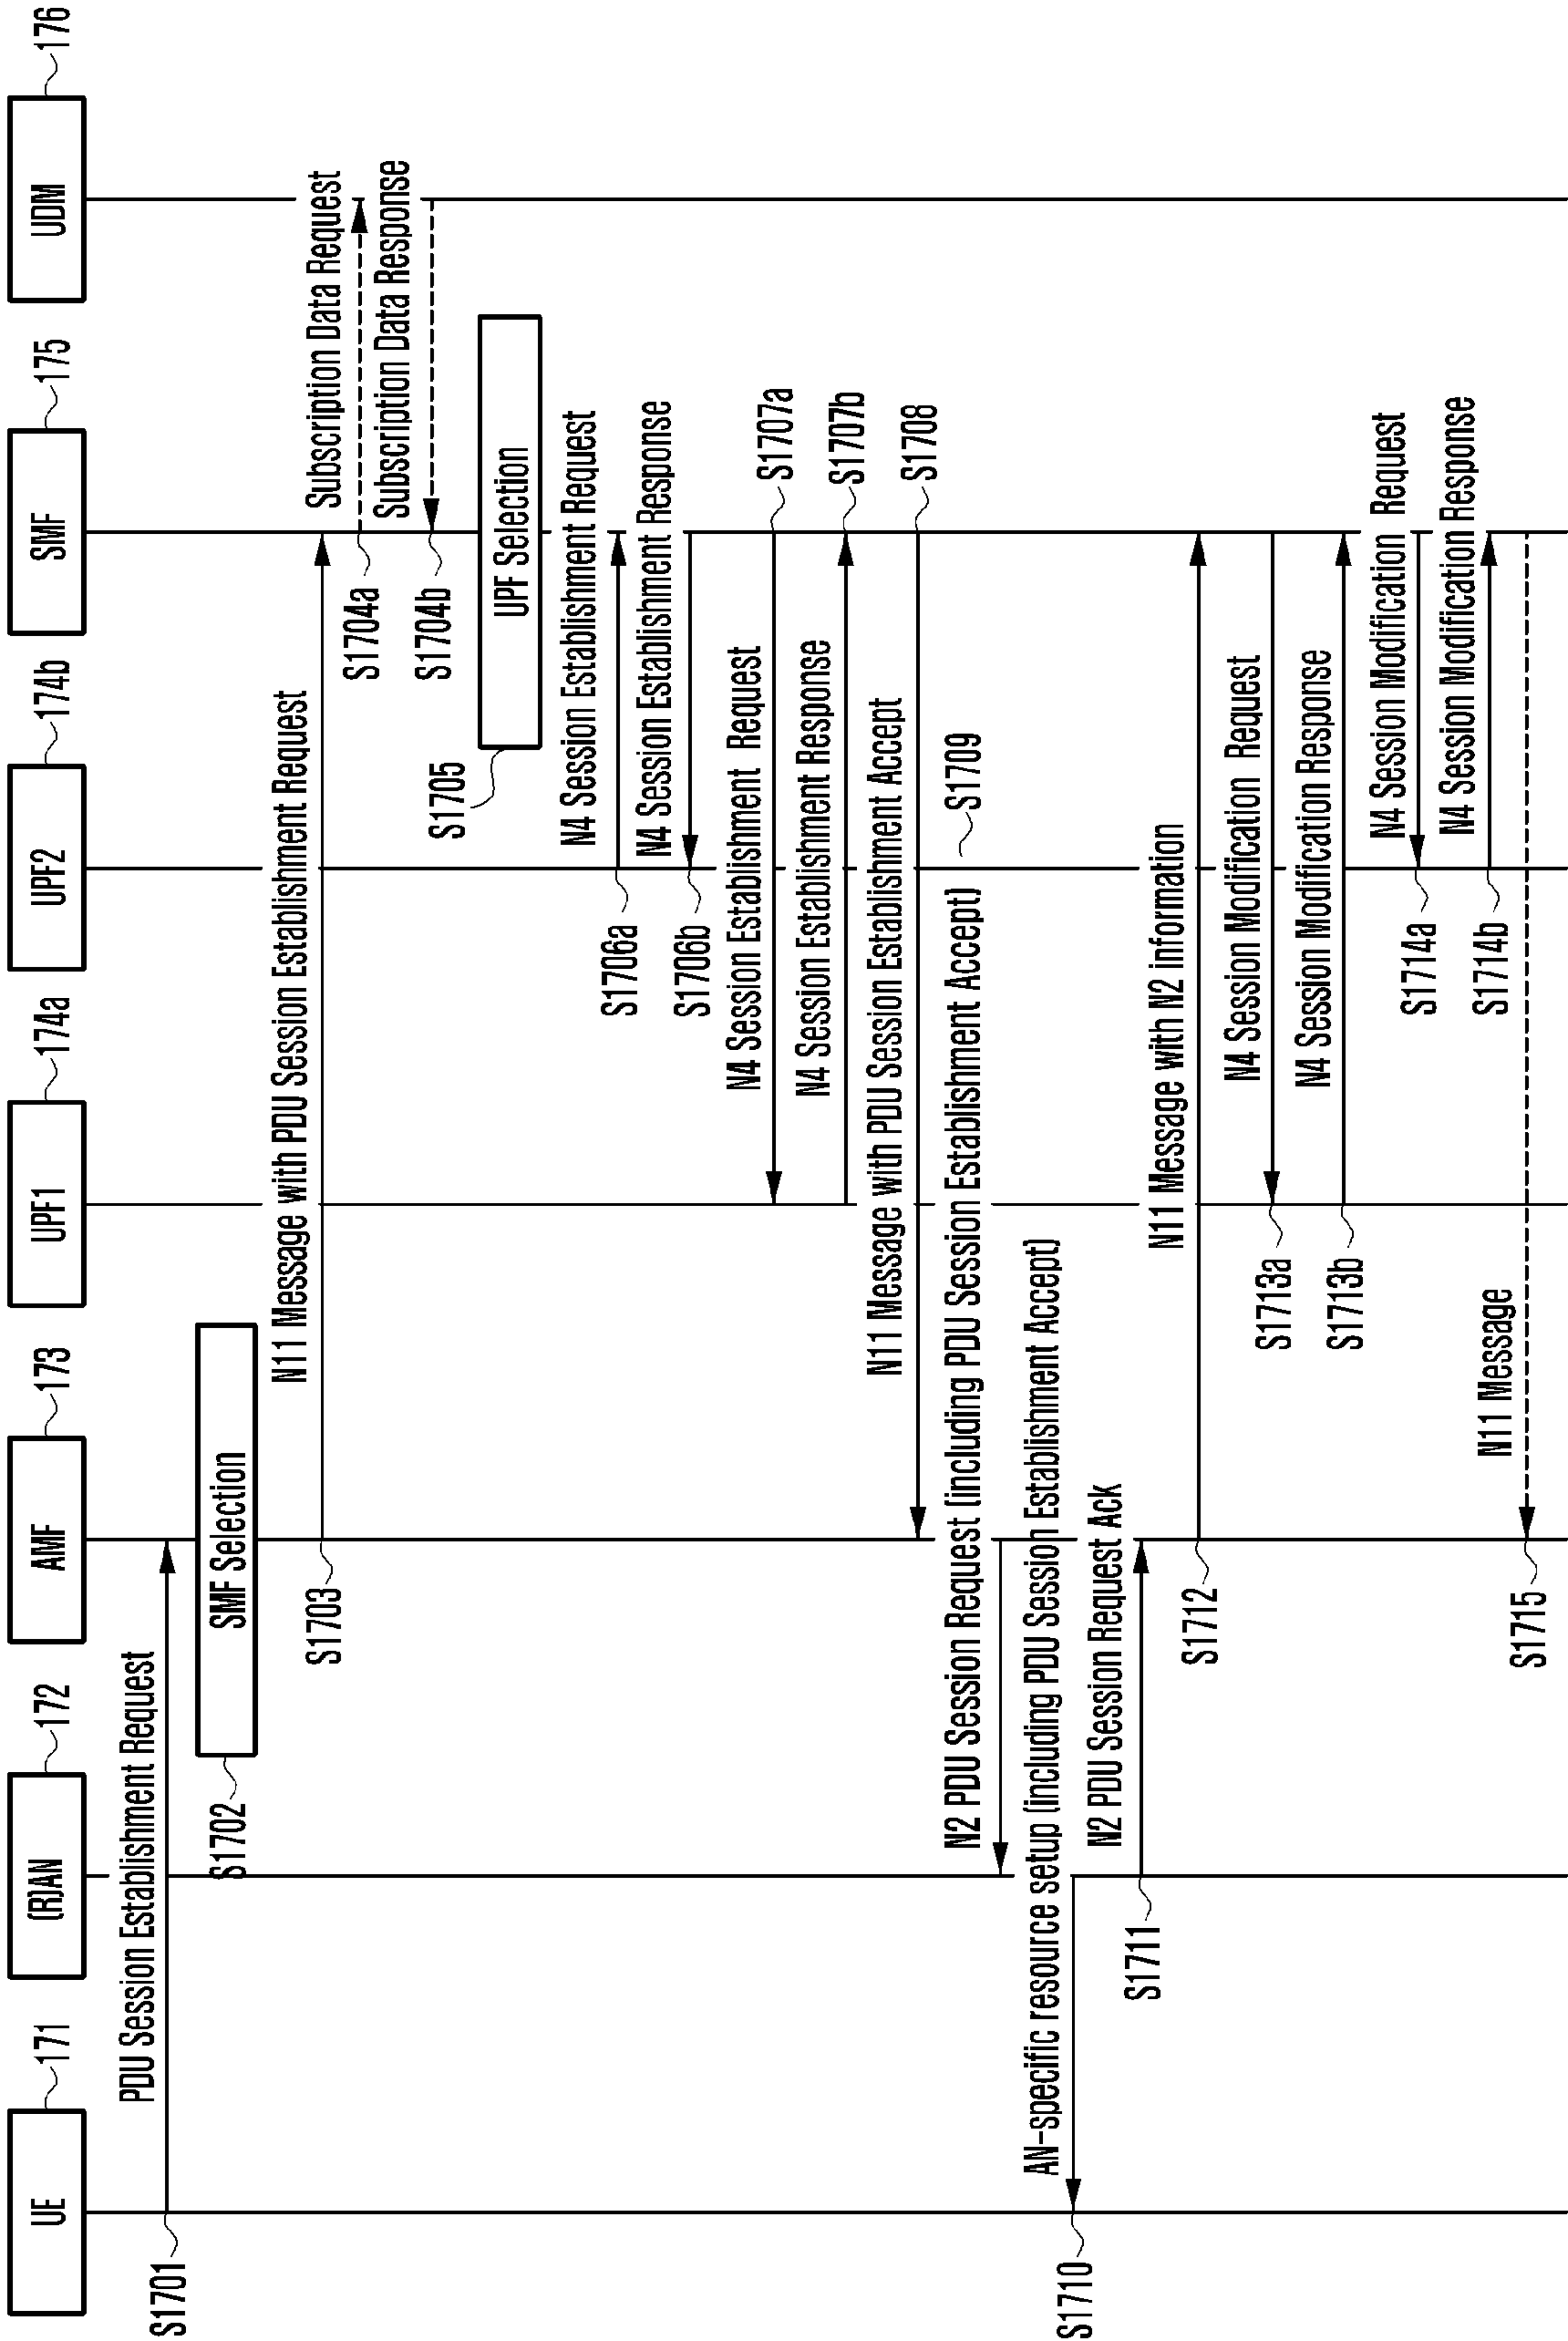 UE
171
(R)AN
172
AMF
173
UPF1
174a
UPF2
174b
SMF
175
UDM
176
S1701
PDU Session Establishment Request
SMF Selection
S1702
N11 Message with PDU Session Establishment Request
S1703
Subscription Data Request
S1704a
Subscription Data Response
S1704b
UPF Selection
S1705
N4 Session Establishment Request
S1706a
N4 Session Establishment Response
S1706b
N4 Session Establishment Request
S1707a
N4 Session Establishment Response
S1707b
N11 Message with PDU Session Establishment Accept
S1708
N2 PDU Session Request (including PDU Session Establishment Accept)
S1709
AN-specific resource setup (including PDU Session Establishment Accept)
S1710
N2 PDU Session Request Ack
S1711
N11 Message with N2 information
S1712
N4 Session Modification Request
S1713a
N4 Session Modification Response
S1713b
N4 Session Modification Request
S1714a
N4 Session Modification Response
S1714b
N11 Message
S1715